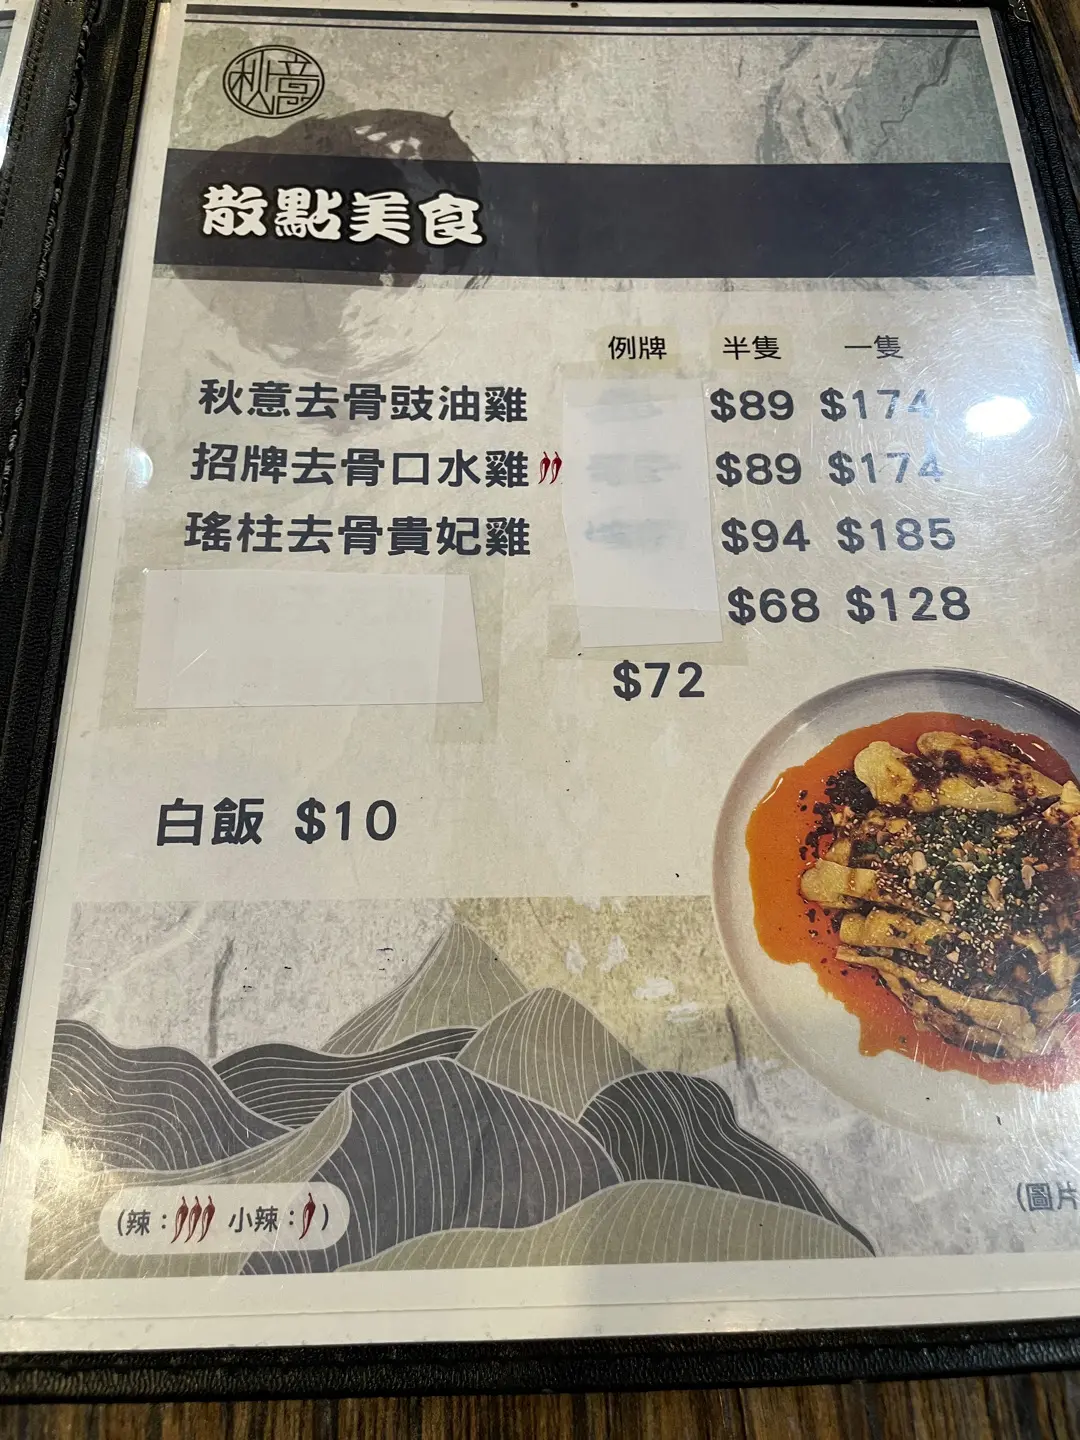 秋意
散點美食
例牌 半隻 一隻
秋意去骨豉油雞 $89 $174
招牌去骨口水雞 $89 $174
瑤柱去骨貴妃雞 $94 $185
$68 $128
$72
白飯 $10
(辣： 小辣：)
(圖片